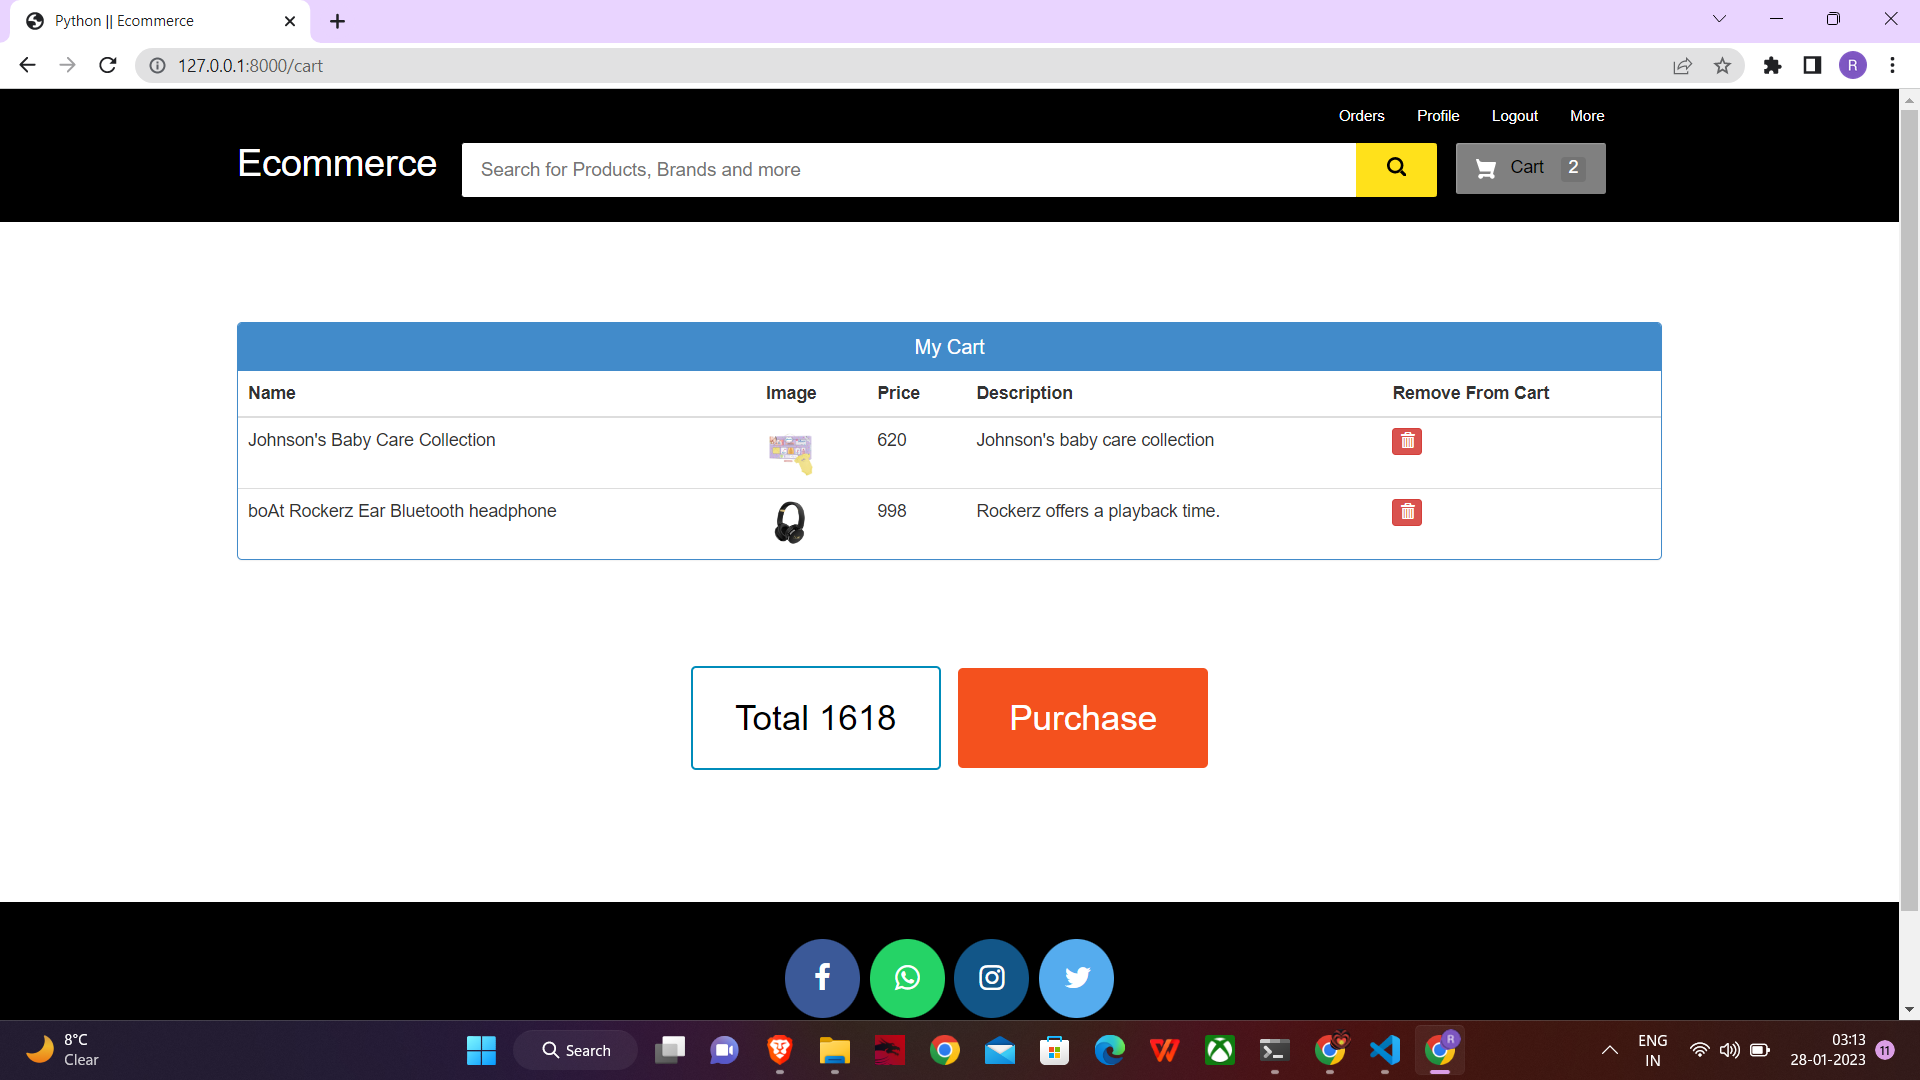 Python || Ecommerce
127.0.0.1:8000/cart
R
Orders Profile Logout More
Ecommerce
Search for Products, Brands and more
Cart 2
My Cart
Name Image Price Description Remove From Cart
Johnson's Baby Care Collection 620 Johnson's baby care collection
boAt Rockerz Ear Bluetooth headphone 998 Rockerz offers a playback time.
Total 1618
Purchase
8°C
Clear
Search
R
ENG
IN
03:13
28-01-2023
11